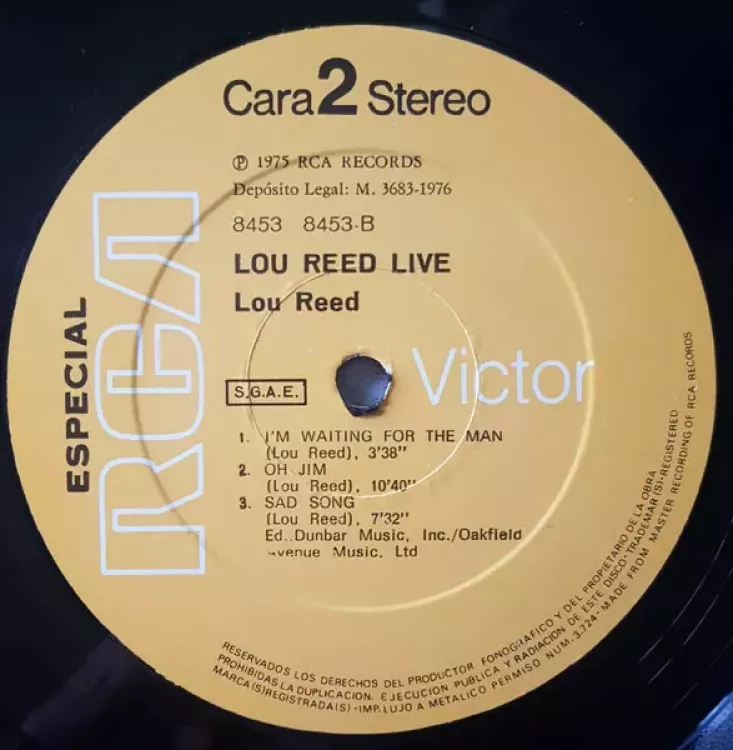 Cara 2 Stereo
℗ 1975 RCA RECORDS
Depósito Legal: M. 3683-1976
8453 8453-B
LOU REED LIVE
Lou Reed
ESPECIAL
RCA
S.G.A.E.
Victor
1. I'M WAITING FOR THE MAN
(Lou Reed), 3'38"
2. OH JIM
(Lou Reed), 10'40"
3. SAD SONG
(Lou Reed), 7'32"
Ed..Dunbar Music, Inc./Oakfield
venue Music, Ltd
RESERVADOS LOS DERECHOS DEL PRODUCTOR FONOGRAFICO Y DEL PROPIETARIO DE LA OBRA
PROHIBIDAS LA DUPLICACION. EJECUCION PUBLICA Y RADIACION DE ESTE DISCO-TRADEMAR(S)-REGISTERED
MARCA(S)REGISTRADA(S)-IMP. LUJO A METALICO PERMISO NUM. 3.724-MADE FROM MASTER RECORDING OF RCA RECORDS